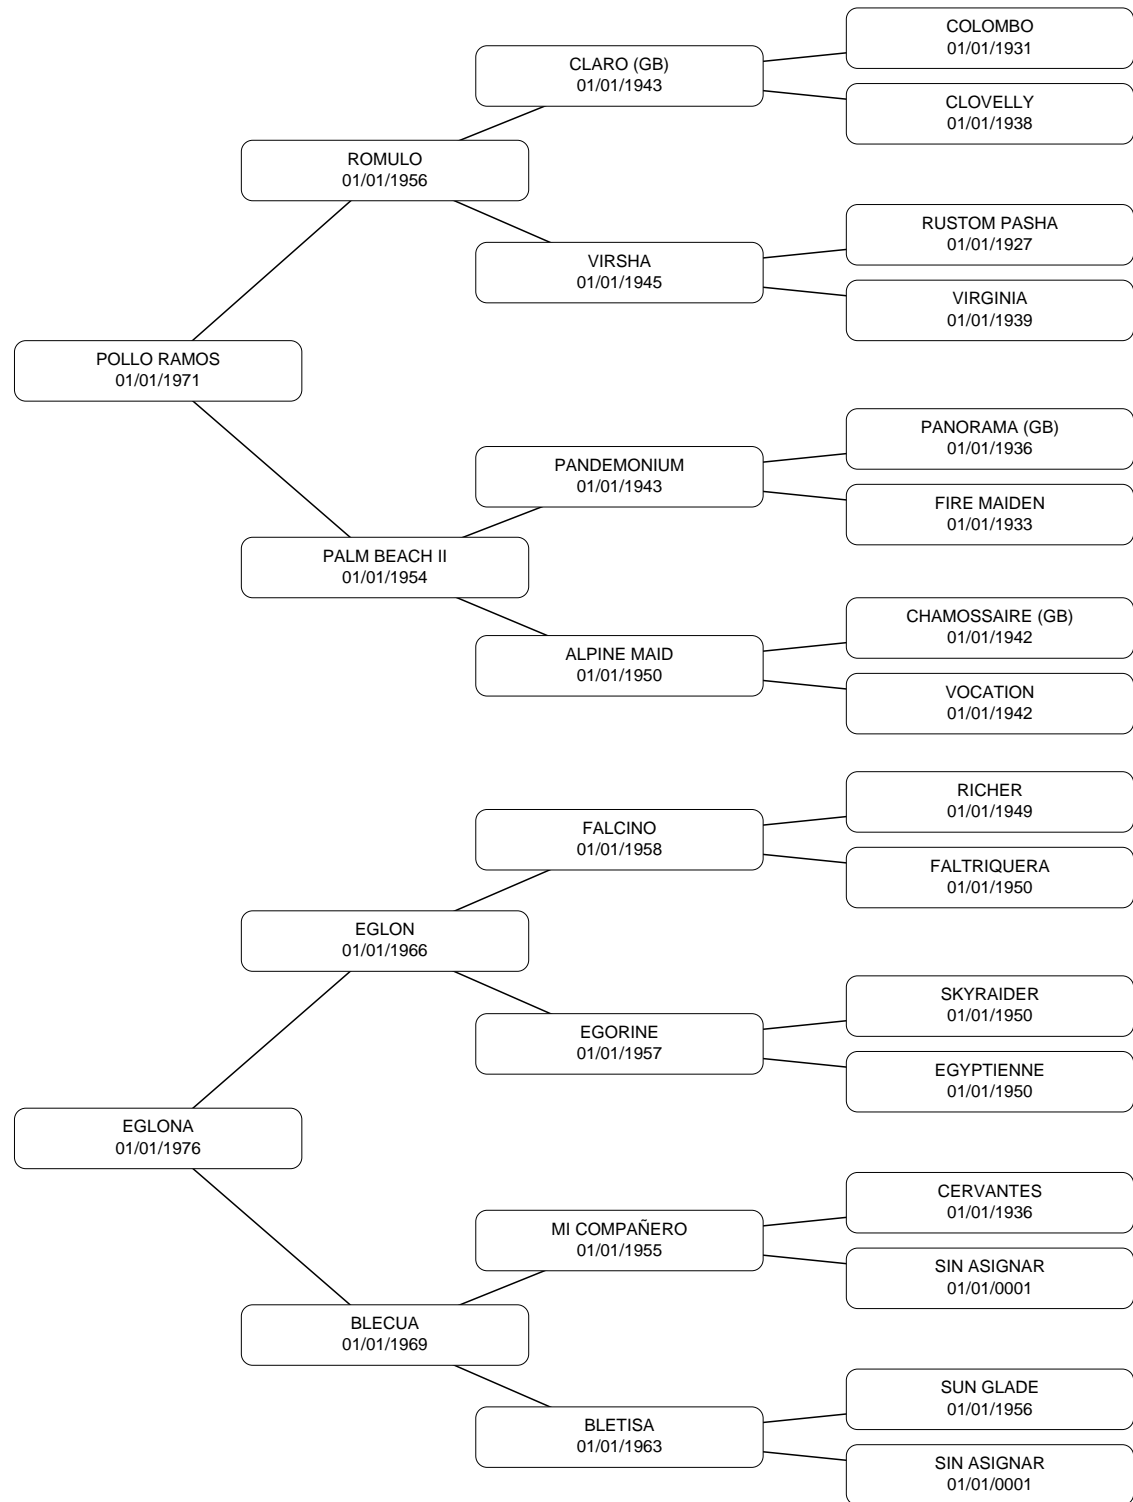 COLOMBO
01/01/1931
CLARO (GB)
01/01/1943
CLOVELLY
01/01/1938
ROMULO
01/01/1956
RUSTOM PASHA
01/01/1927
VIRSHA
01/01/1945
VIRGINIA
01/01/1939
POLLO RAMOS
01/01/1971
PANORAMA (GB)
01/01/1936
PANDEMONIUM
01/01/1943
FIRE MAIDEN
01/01/1933
PALM BEACH II
01/01/1954
CHAMOSSAIRE (GB)
01/01/1942
ALPINE MAID
01/01/1950
VOCATION
01/01/1942
RICHER
01/01/1949
FALCINO
01/01/1958
FALTRIQUERA
01/01/1950
EGLON
01/01/1966
SKYRAIDER
01/01/1950
EGORINE
01/01/1957
EGYPTIENNE
01/01/1950
EGLONA
01/01/1976
CERVANTES
01/01/1936
MI COMPAÑERO
01/01/1955
SIN ASIGNAR
01/01/0001
BLECUA
01/01/1969
SUN GLADE
01/01/1956
BLETISA
01/01/1963
SIN ASIGNAR
01/01/0001